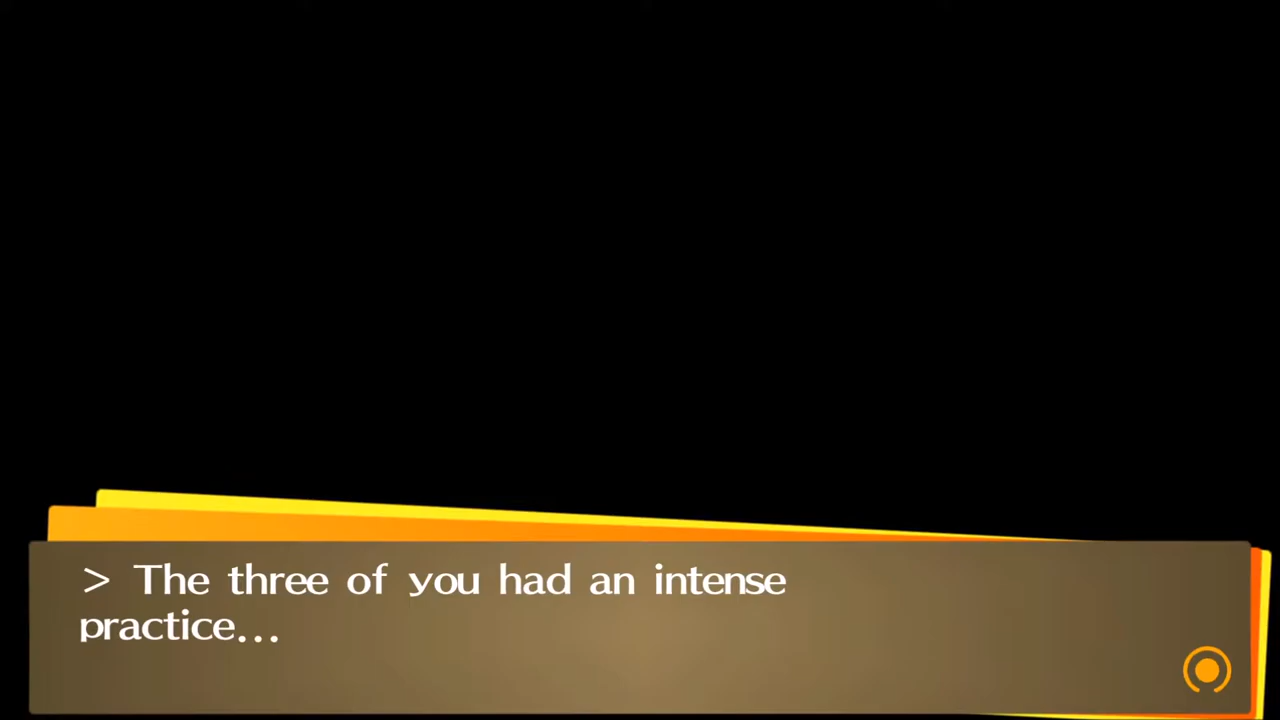 > The three of you had an intense
practice...